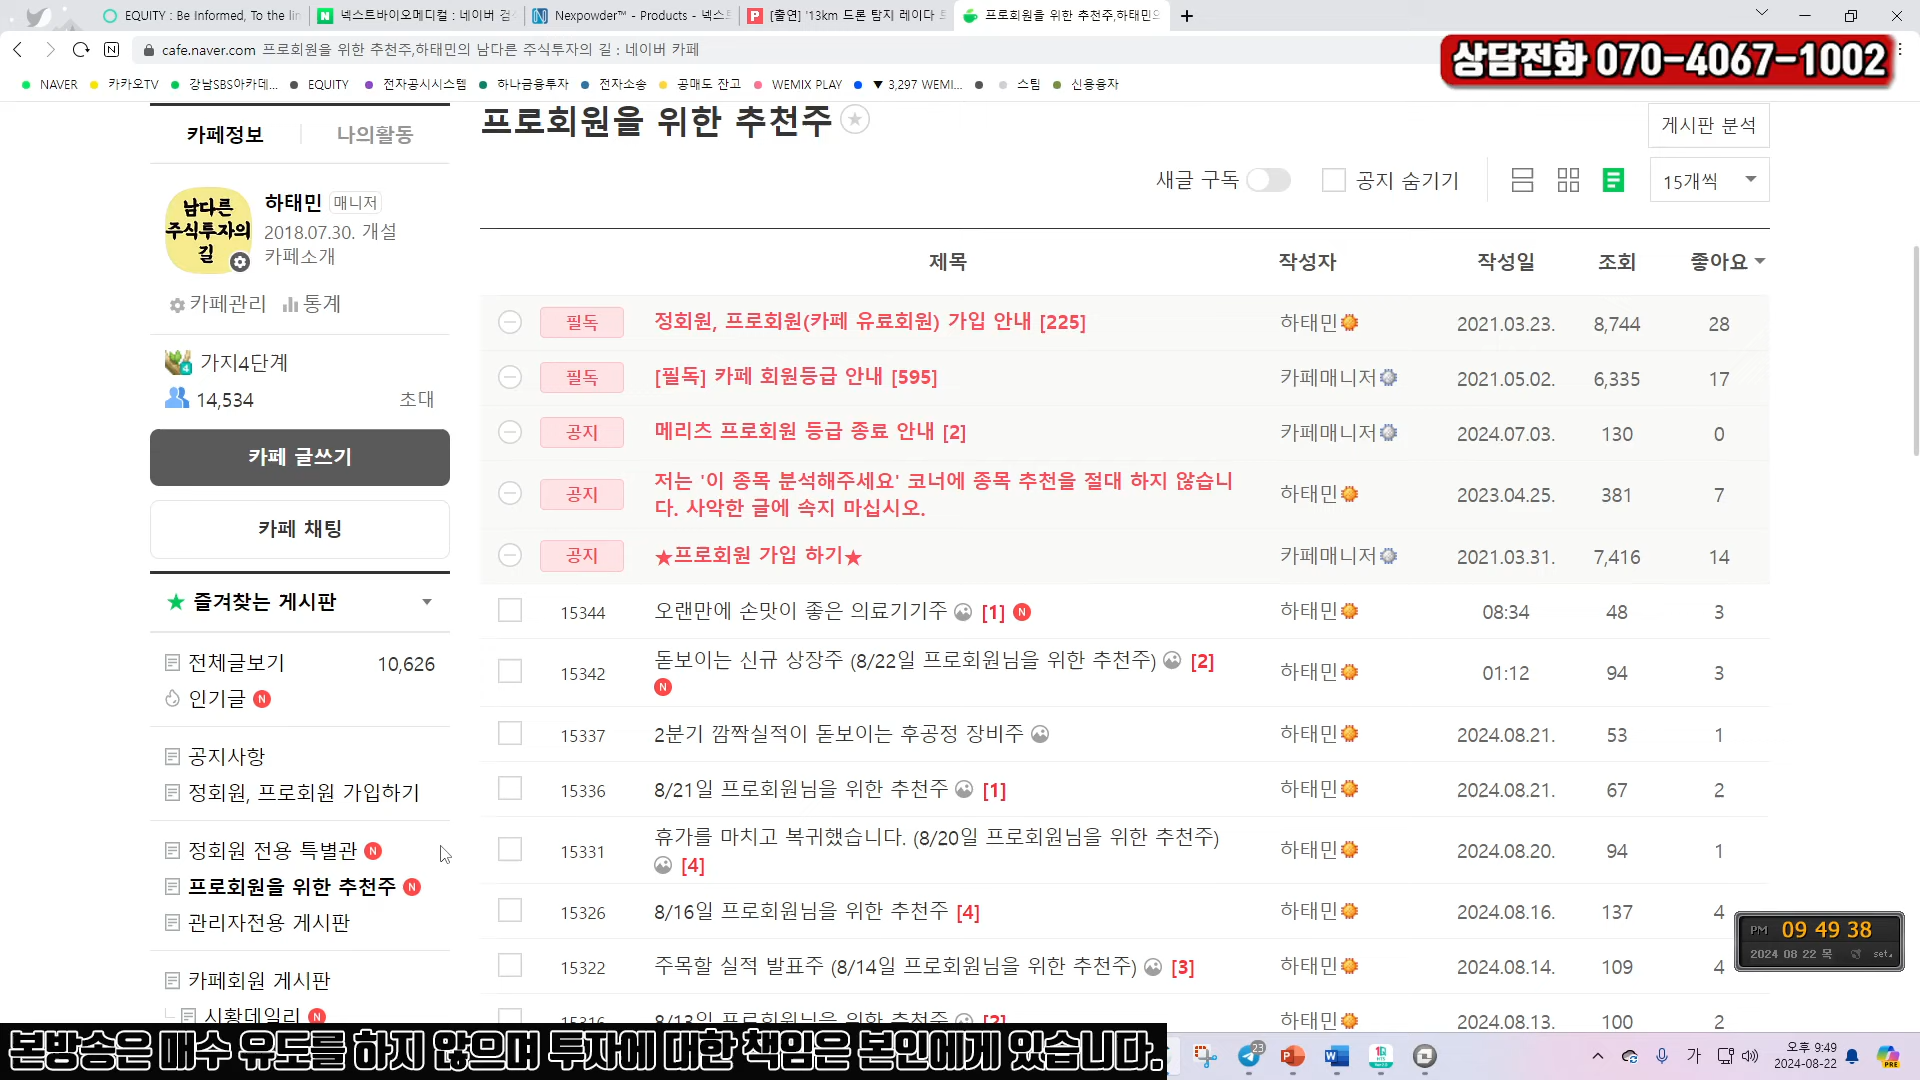 EQUITY : Be Informed, To the lin
넥스트바이오메디컬 : 네이버 검
Nexpowder™ - Products - 넥스
[출연] '13km 드론 탐지 레이다 
프로회원을 위한 추천주,하태민으
cafe.naver.com 프로회원을 위한 추천주,하태민의 남다른 주식투자의 길 : 네이버 카페
상담전화 070-4067-1002
NAVER 카카오TV 강남SBS아카데... EQUITY 전자공시시스템 하나금융투자 전자소송 공매도 잔고 WEMIX PLAY ▼ 3,297 WEMI... 스팀 신용융자
카페정보 나의활동
남다른
주식투자의
길
하태민 매니저
2018.07.30. 개설
카페소개
카페관리 통계
가지4단계
14,534 초대
카페 글쓰기
카페 채팅
즐겨찾는 게시판
전체글보기 10,626
인기글 N
공지사항
정회원, 프로회원 가입하기
정회원 전용 특별관 N
프로회원을 위한 추천주 N
관리자전용 게시판
카페회원 게시판
시황데일리 N
프로회원을 위한 추천주
게시판 분석
새글 구독 공지 숨기기 15개씩
제목 작성자 작성일 조회 좋아요
필독 정회원, 프로회원(카페 유료회원) 가입 안내 [225] 하태민 2021.03.23. 8,744 28
필독 [필독] 카페 회원등급 안내 [595] 카페매니저 2021.05.02. 6,335 17
공지 메리츠 프로회원 등급 종료 안내 [2] 카페매니저 2024.07.03. 130 0
공지 저는 '이 종목 분석해주세요' 코너에 종목 추천을 절대 하지 않습니
다. 사악한 글에 속지 마십시오. 하태민 2023.04.25. 381 7
공지 ★프로회원 가입 하기★ 카페매니저 2021.03.31. 7,416 14
15344 오랜만에 손맛이 좋은 의료기기주 [1] N 하태민 08:34 48 3
15342 돋보이는 신규 상장주 (8/22일 프로회원님을 위한 추천주) [2]
N 하태민 01:12 94 3
15337 2분기 깜짝실적이 돋보이는 후공정 장비주 하태민 2024.08.21. 53 1
15336 8/21일 프로회원님을 위한 추천주 [1] 하태민 2024.08.21. 67 2
15331 휴가를 마치고 복귀했습니다. (8/20일 프로회원님을 위한 추천주)
[4] 하태민 2024.08.20. 94 1
15326 8/16일 프로회원님을 위한 추천주 [4] 하태민 2024.08.16. 137 4
15322 주목할 실적 발표주 (8/14일 프로회원님을 위한 추천주) [3] 하태민 2024.08.14. 109 4
15316 8/13일 프로회원님을 위한 추천주 [2] 하태민 2024.08.13. 100 2
PM 09 49 38
2024 08 22 목 set
본방송은 매수 유도를 하지 않으며 투자에 대한 책임은 본인에게 있습니다.
23
가
오후 9:49
2024-08-22
PRE